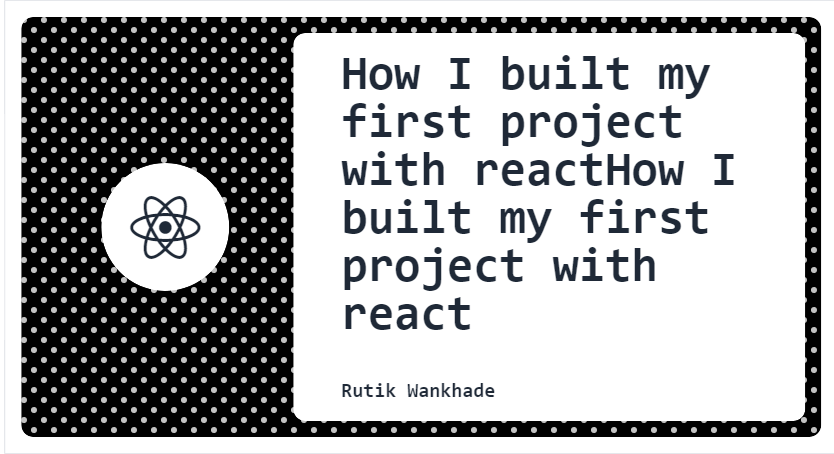 How I built my
first project
with reactHow I
built my first
project with
react
Rutik Wankhade